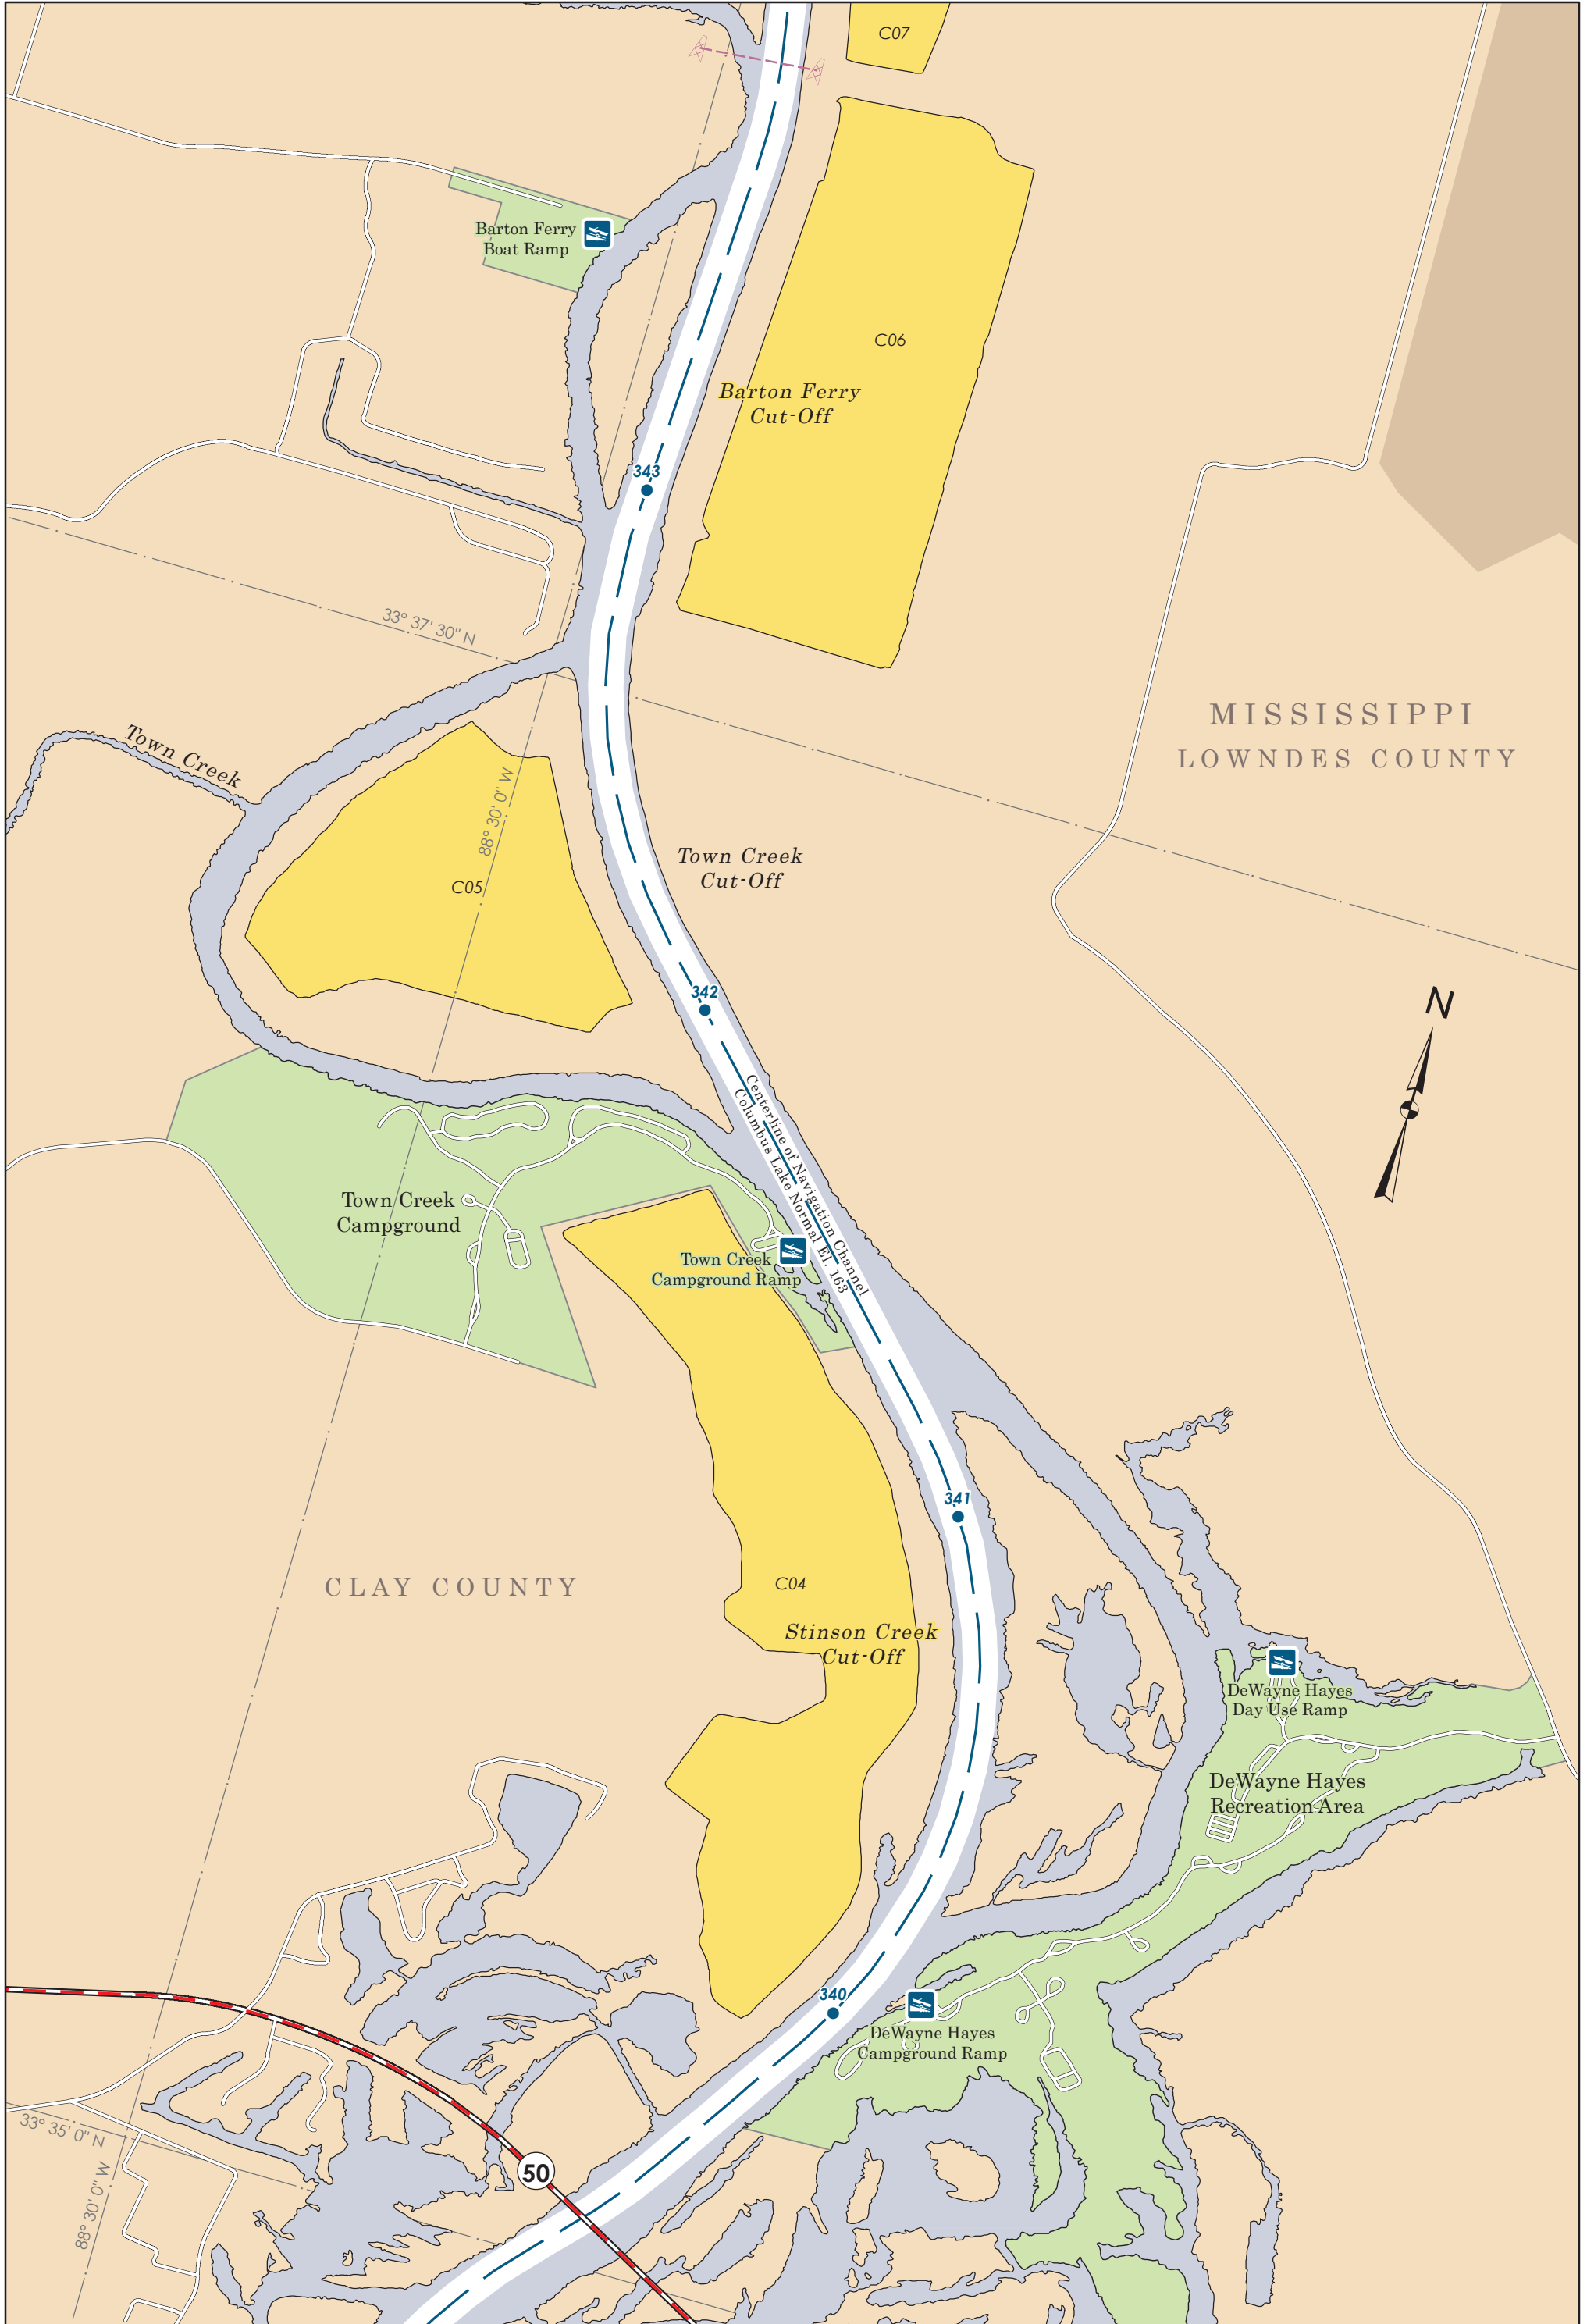 C07
Barton Ferry
Boat Ramp
C06
Barton Ferry
Cut-Off
343
33° 37' 30" N
MISSISSIPPI
LOWNDES COUNTY
Town Creek
88° 30' 0" W
Town Creek
Cut-Off
C05
342
N
Centerline of Navigation Channel
Columbus Lake Normal El. 163
Town Creek
Campground
Town Creek
Campground Ramp
341
CLAY COUNTY
C04
Stinson Creek
Cut-Off
DeWayne Hayes
Day Use Ramp
DeWayne Hayes
Recreation Area
340
DeWayne Hayes
Campground Ramp
33° 35' 0" N
50
88° 30' 0" W